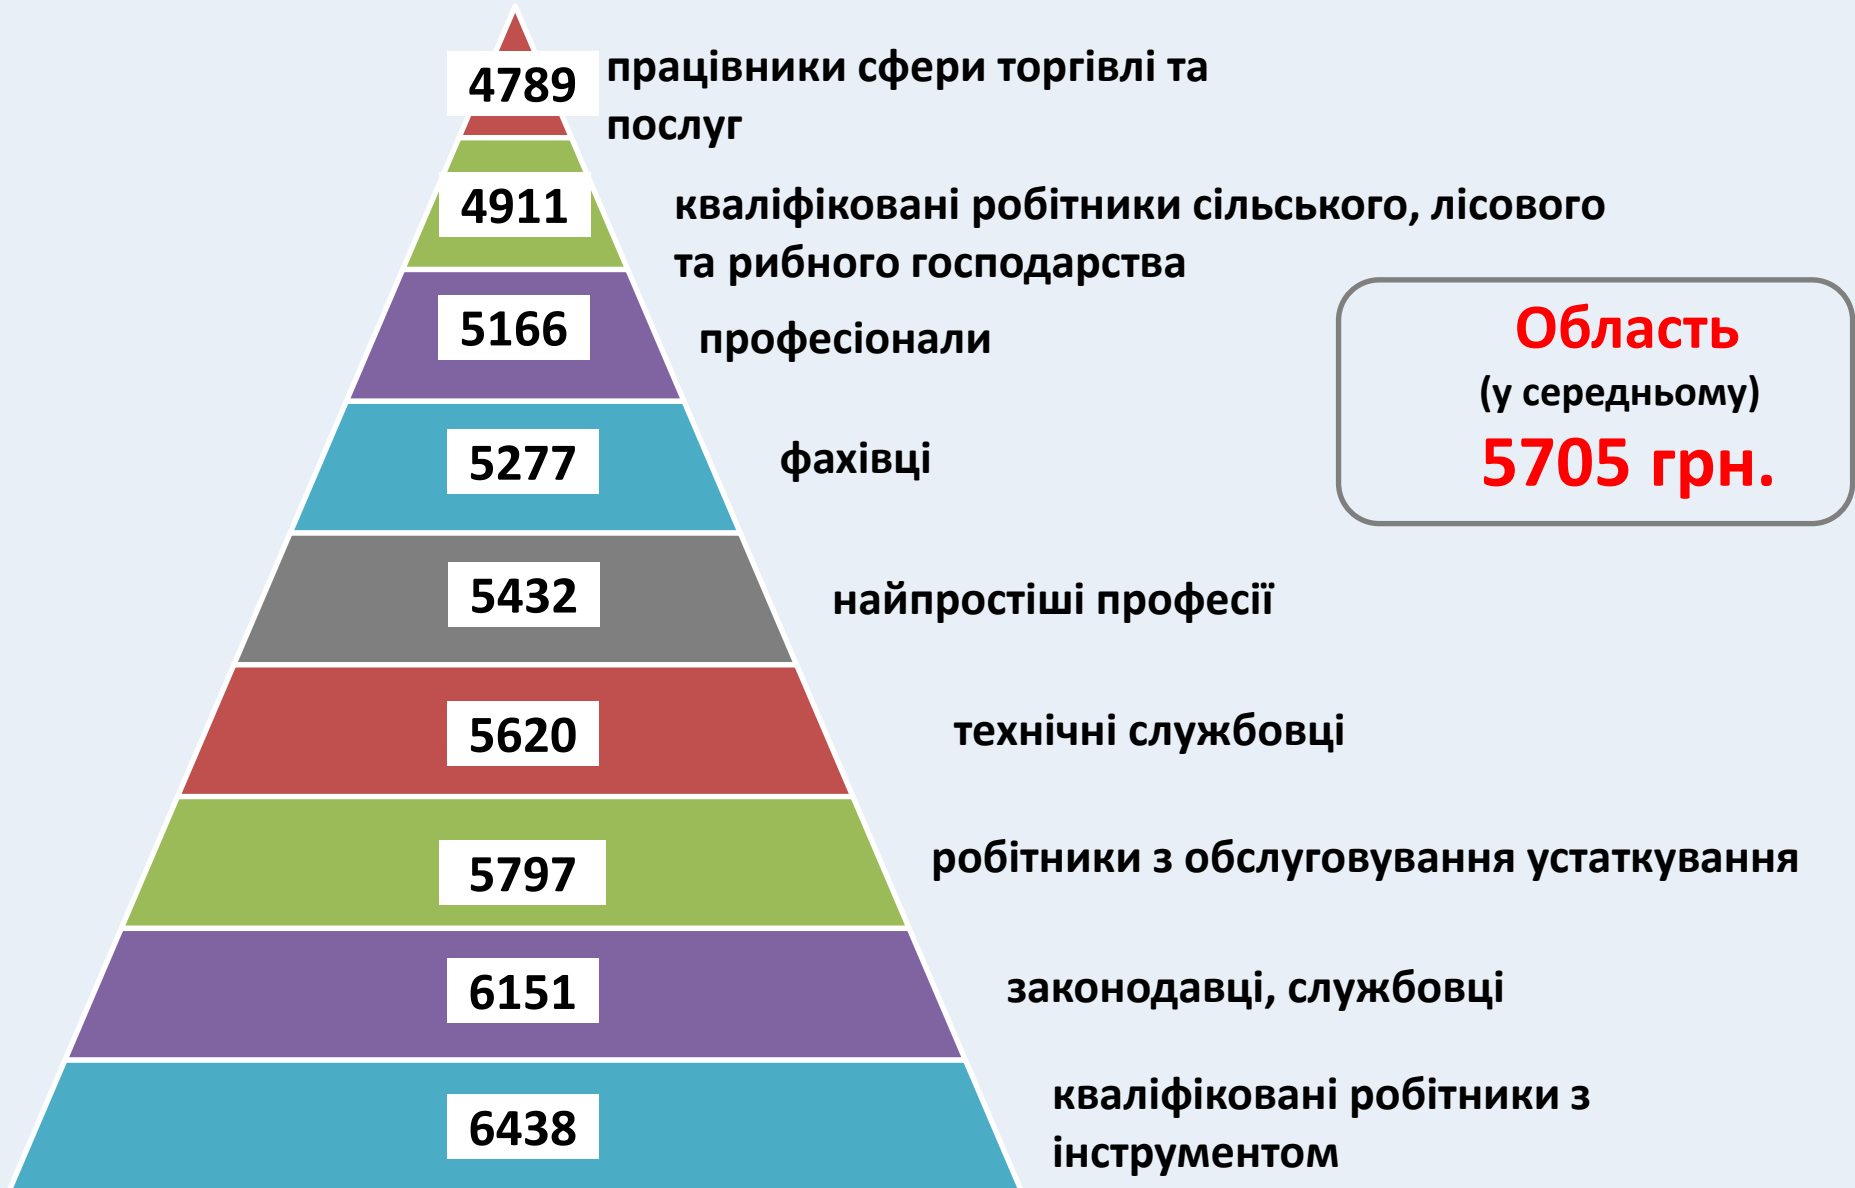 4789
працівники сфери торгівлі та
послуг
4911
кваліфіковані робітники сільського, лісового
та рибного господарства
5166
професіонали
Область
(у середньому)
5705 грн.
5277
фахівці
5432
найпростіші професії
5620
технічні службовці
5797
робітники з обслуговування устаткування
6151
законодавці, службовці
6438
кваліфіковані робітники з
інструментом